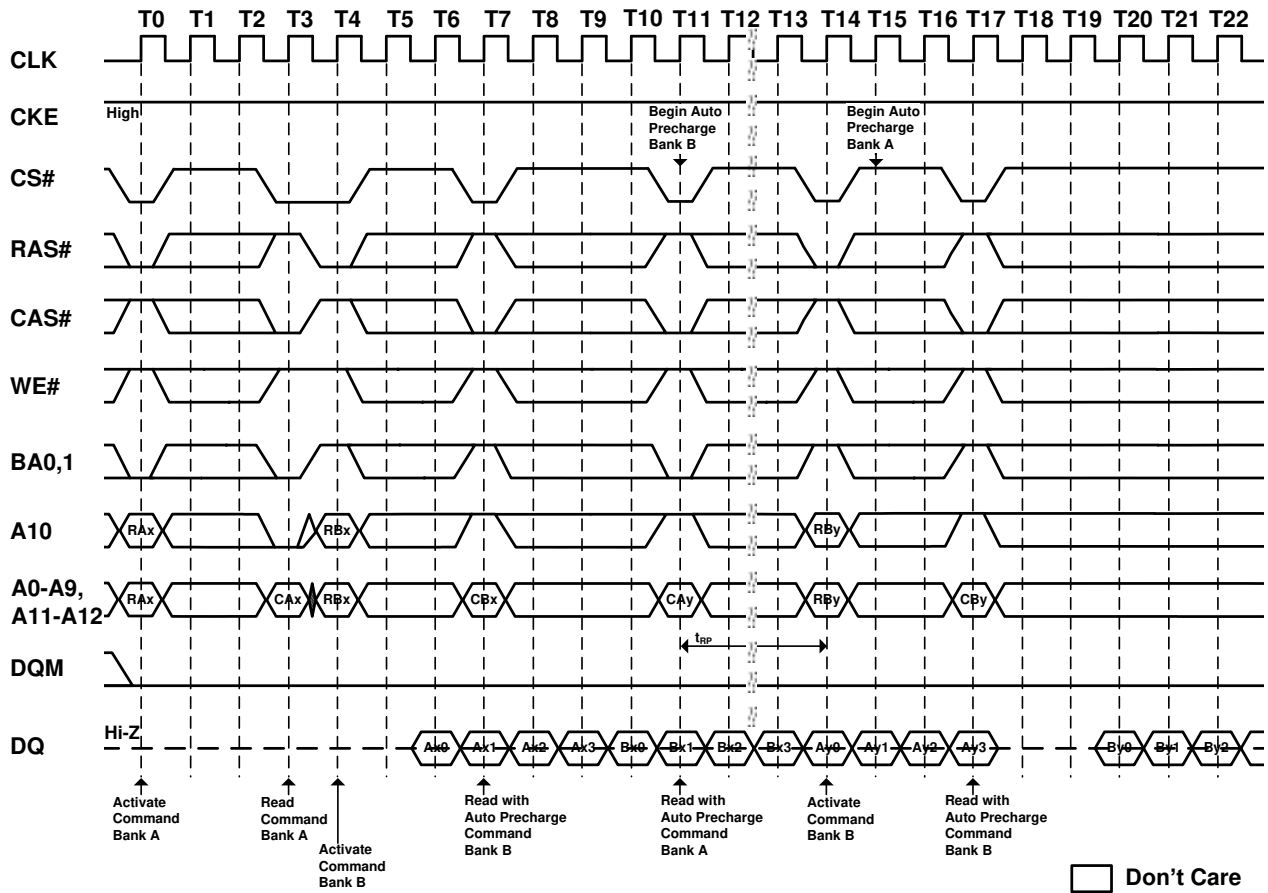 T0 T1 T2 T3 T4 T5 T6 T7 T8 T9 T10 T11 T12 T13 T14 T15 T16 T17 T18 T19 T20 T21 T22
CLK
CKE
High
Begin Auto
Precharge
Bank B
Begin Auto
Precharge
Bank A
CS#
RAS#
CAS#
WE#
BA0,1
A10
RAx RBx RBy
A0-A9,
A11-A12
RAx CAx RBx CBx CAy RBy CBy
tRP
DQM
DQ
Hi-Z
Ax0 Ax1 Ax2 Ax3 Bx0 Bx1 Bx2 Bx3 Ay0 Ay1 Ay2 Ay3 By0 By1 By2
Activate
Command
Bank A
Read
Command
Bank A
Activate
Command
Bank B
Read with
Auto Precharge
Command
Bank B
Read with
Auto Precharge
Command
Bank A
Activate
Command
Bank B
Read with
Auto Precharge
Command
Bank B
Don't Care